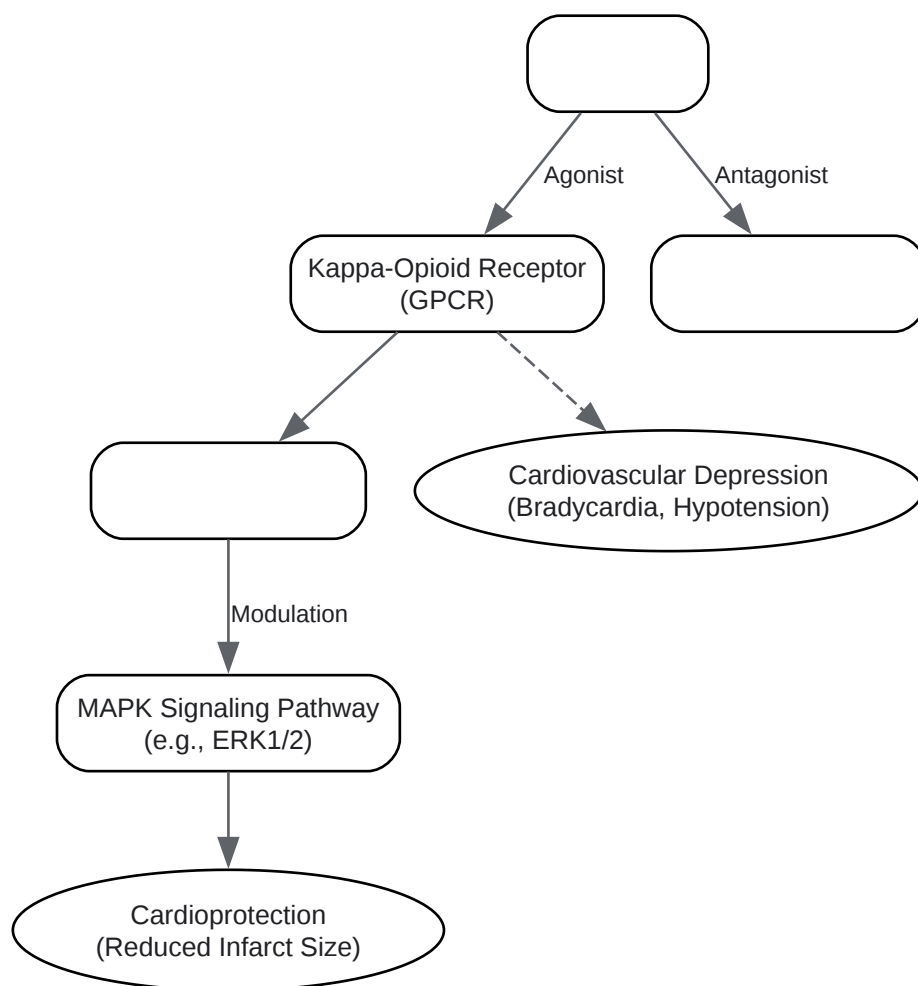 Agonist
Antagonist
Kappa-Opioid Receptor
(GPCR)
Cardiovascular Depression
(Bradycardia, Hypotension)
Modulation
MAPK Signaling Pathway
(e.g., ERK1/2)
Cardioprotection
(Reduced Infarct Size)